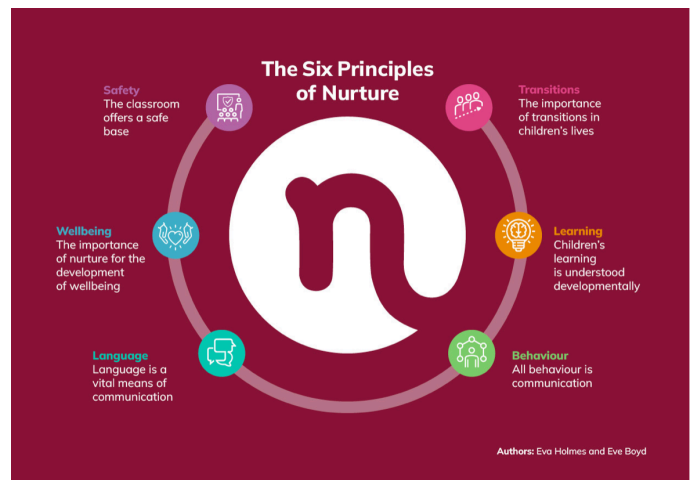 The Six Principles
of Nurture
Safety
The classroom
offers a safe
base
Transitions
The importance
of transitions in
children's lives
Wellbeing
The importance
of nurture for the
development
of wellbeing
Learning
Children's
learning
is understood
developmentally
Language
Language is a
vital means of
communication
Behaviour
All behaviour is
communication
n
Authors: Eva Holmes and Eve Boyd